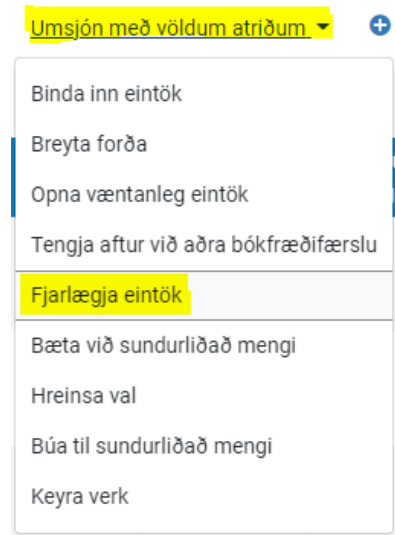 Umsjón með völdum atriðum
Binda inn eintök
Breyta forða
Opna væntanleg eintök
Tengja aftur við aðra bókfræðifærslu
Fjarlægja eintök
Bæta við sundurliðað mengi
Hreinsa val
Búa til sundurliðað mengi
Keyra verk